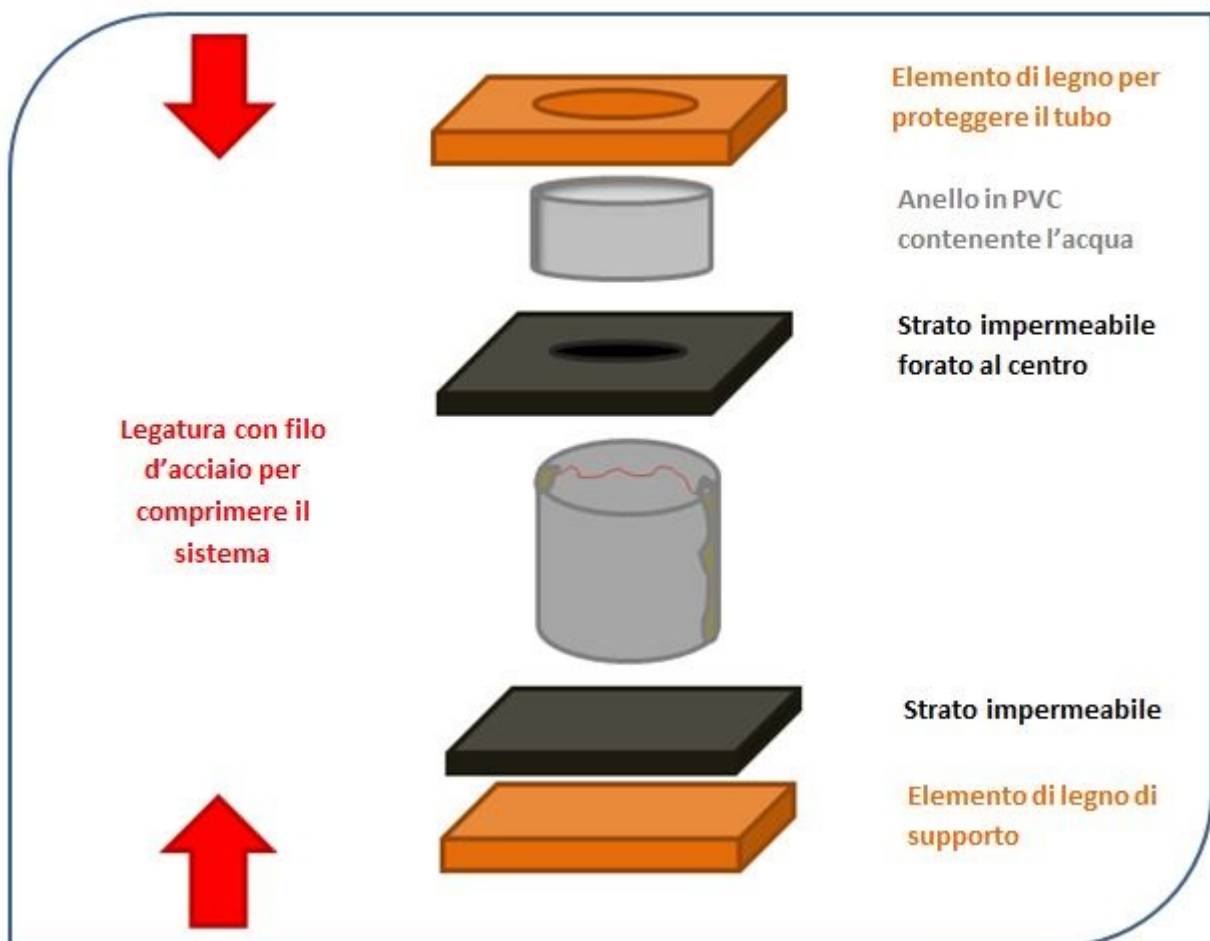 Elemento di legno per
proteggere il tubo
Anello in PVC
contenente l'acqua
Strato impermeabile
forato al centro
Legatura con filo
d'acciaio per
comprimere il
sistema
Strato impermeabile
Elemento di legno di
supporto